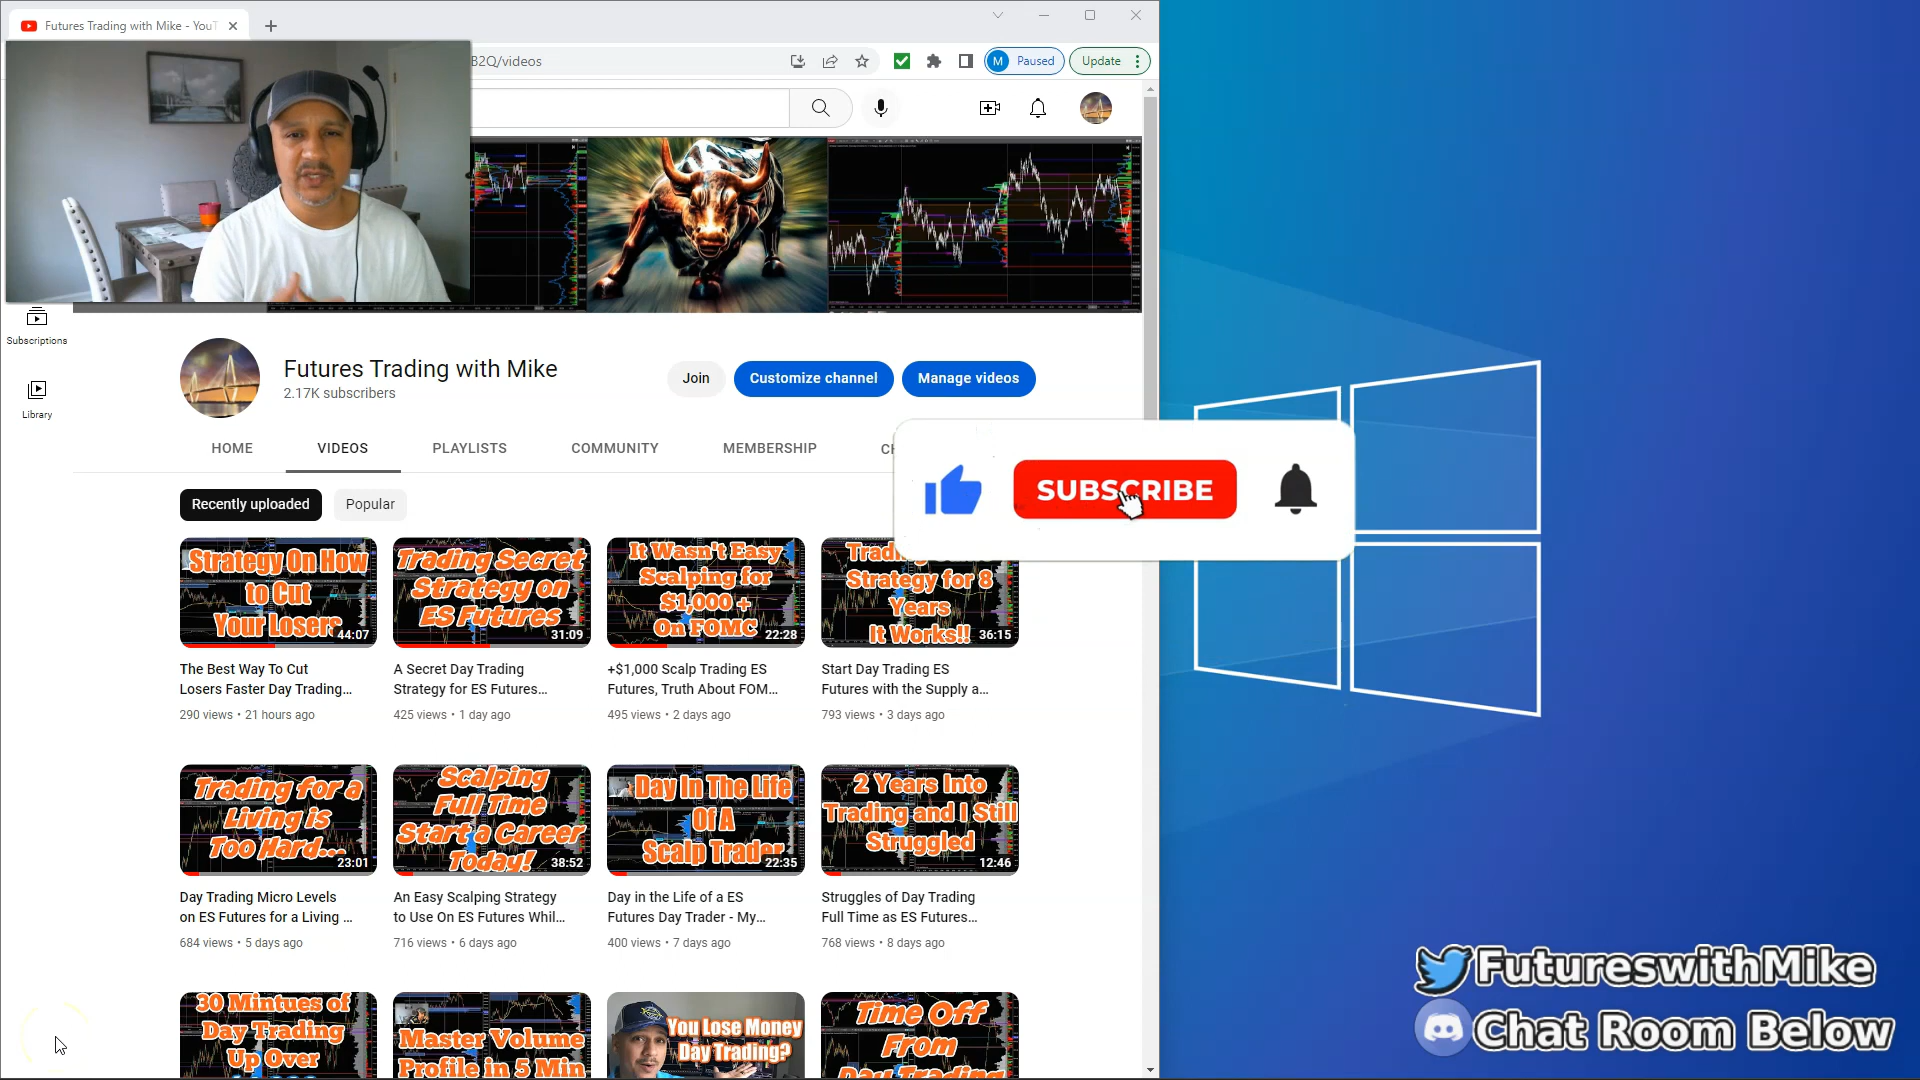 Futures Trading with Mike - YouT
B2Q/videos
M Paused
Update
Subscriptions
Library
Futures Trading with Mike
2.17K subscribers
Join
Customize channel
Manage videos
HOME
VIDEOS
PLAYLISTS
COMMUNITY
MEMBERSHIP
SUBSCRIBE
Recently uploaded
Popular
Strategy On How
to Cut
Your Losers
44:07
Trading Secret
Strategy on
ES Futures
31:09
It Wasn't Easy
Scalping for
$1,000 +
On FOMC
22:28
Strategy for 8
Years
It Works!!
36:15
The Best Way To Cut
Losers Faster Day Trading...
290 views • 21 hours ago
A Secret Day Trading
Strategy for ES Futures...
425 views • 1 day ago
+$1,000 Scalp Trading ES
Futures, Truth About FOM...
495 views • 2 days ago
Start Day Trading ES
Futures with the Supply a...
793 views • 3 days ago
Trading for a
Living is
Too Hard...
23:01
Scalping
Full Time
Start a Career
Today!
38:52
Day In The Life
Of A
Scalp Trader
22:35
2 Years Into
Trading and I Still
Struggled
12:46
Day Trading Micro Levels
on ES Futures for a Living ...
684 views • 5 days ago
An Easy Scalping Strategy
to Use On ES Futures Whil...
716 views • 6 days ago
Day in the Life of a ES
Futures Day Trader - My...
400 views • 7 days ago
Struggles of Day Trading
Full Time as ES Futures...
768 views • 8 days ago
30 Mintues of
Day Trading
Up Over
Master Volume
Profile in 5 Min
You Lose Money
Day Trading?
Time Off
From
Day Trading
FutureswithMike
Chat Room Below